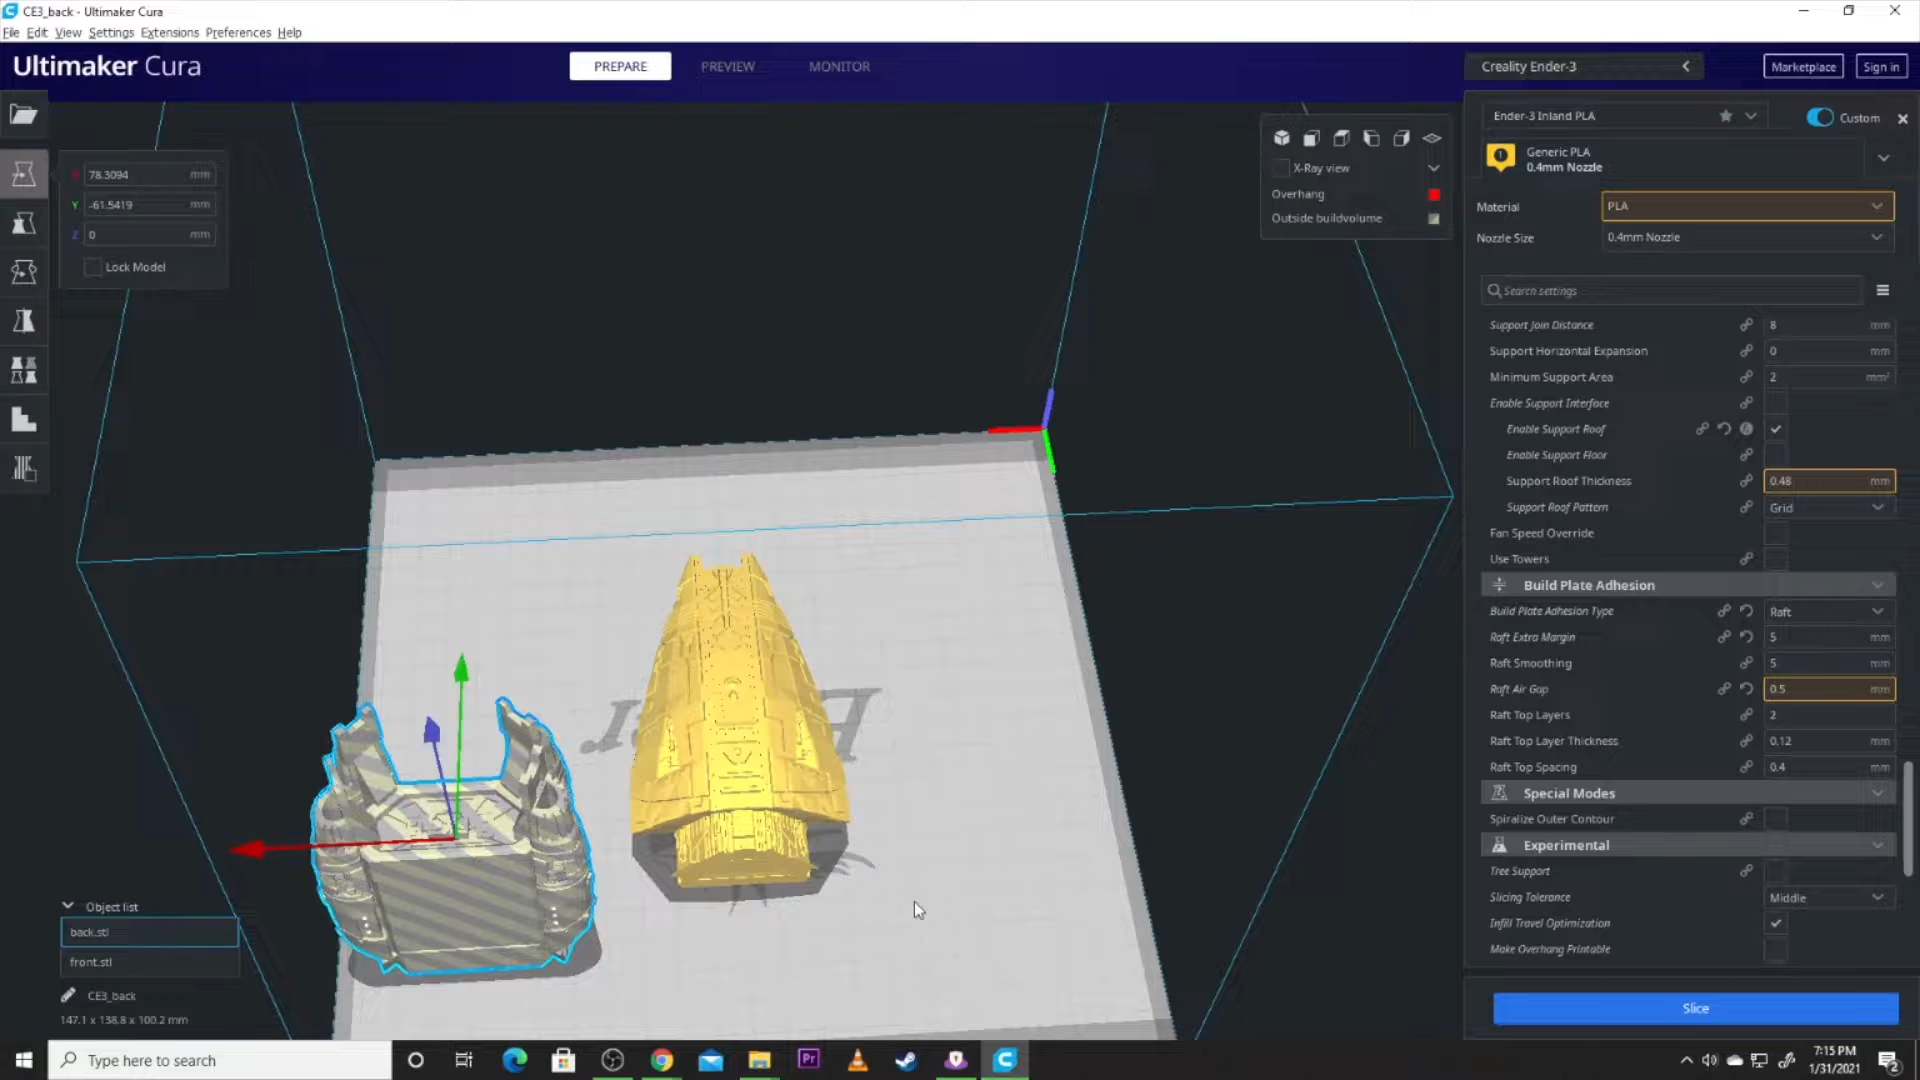 CE3_back - Ultimaker Cura
File Edit View Settings Extensions Preferences Help
Ultimaker Cura
PREPARE
PREVIEW
MONITOR
Creality Ender-3
Marketplace
Sign in
Ender-3 Inland PLA
Custom
Generic PLA
0.4mm Nozzle
Material
PLA
Nozzle Size
0.4mm Nozzle
Search settings
X 78.3094 mm
Y -61.5419 mm
Z 0 mm
Lock Model
X-Ray view
Overhang
Outside buildvolume
Support Join Distance 8 mm
Support Horizontal Expansion 0 mm
Minimum Support Area 2 mm²
Enable Support Interface
Enable Support Roof
Enable Support Floor
Support Roof Thickness 0.48 mm
Support Roof Pattern Grid
Fan Speed Override
Use Towers
Build Plate Adhesion
Build Plate Adhesion Type Raft
Raft Extra Margin 5 mm
Raft Smoothing 5 mm
Raft Air Gap 0.5 mm
Raft Top Layers 2
Raft Top Layer Thickness 0.12 mm
Raft Top Spacing 0.4 mm
Special Modes
Spiralize Outer Contour
Experimental
Tree Support
Slicing Tolerance Middle
Infill Travel Optimization
Make Overhang Printable
Slice
Object list
back.stl
front.stl
CE3_back
147.1 x 138.8 x 100.2 mm
Type here to search
Pr
7:15 PM
1/31/2021
2